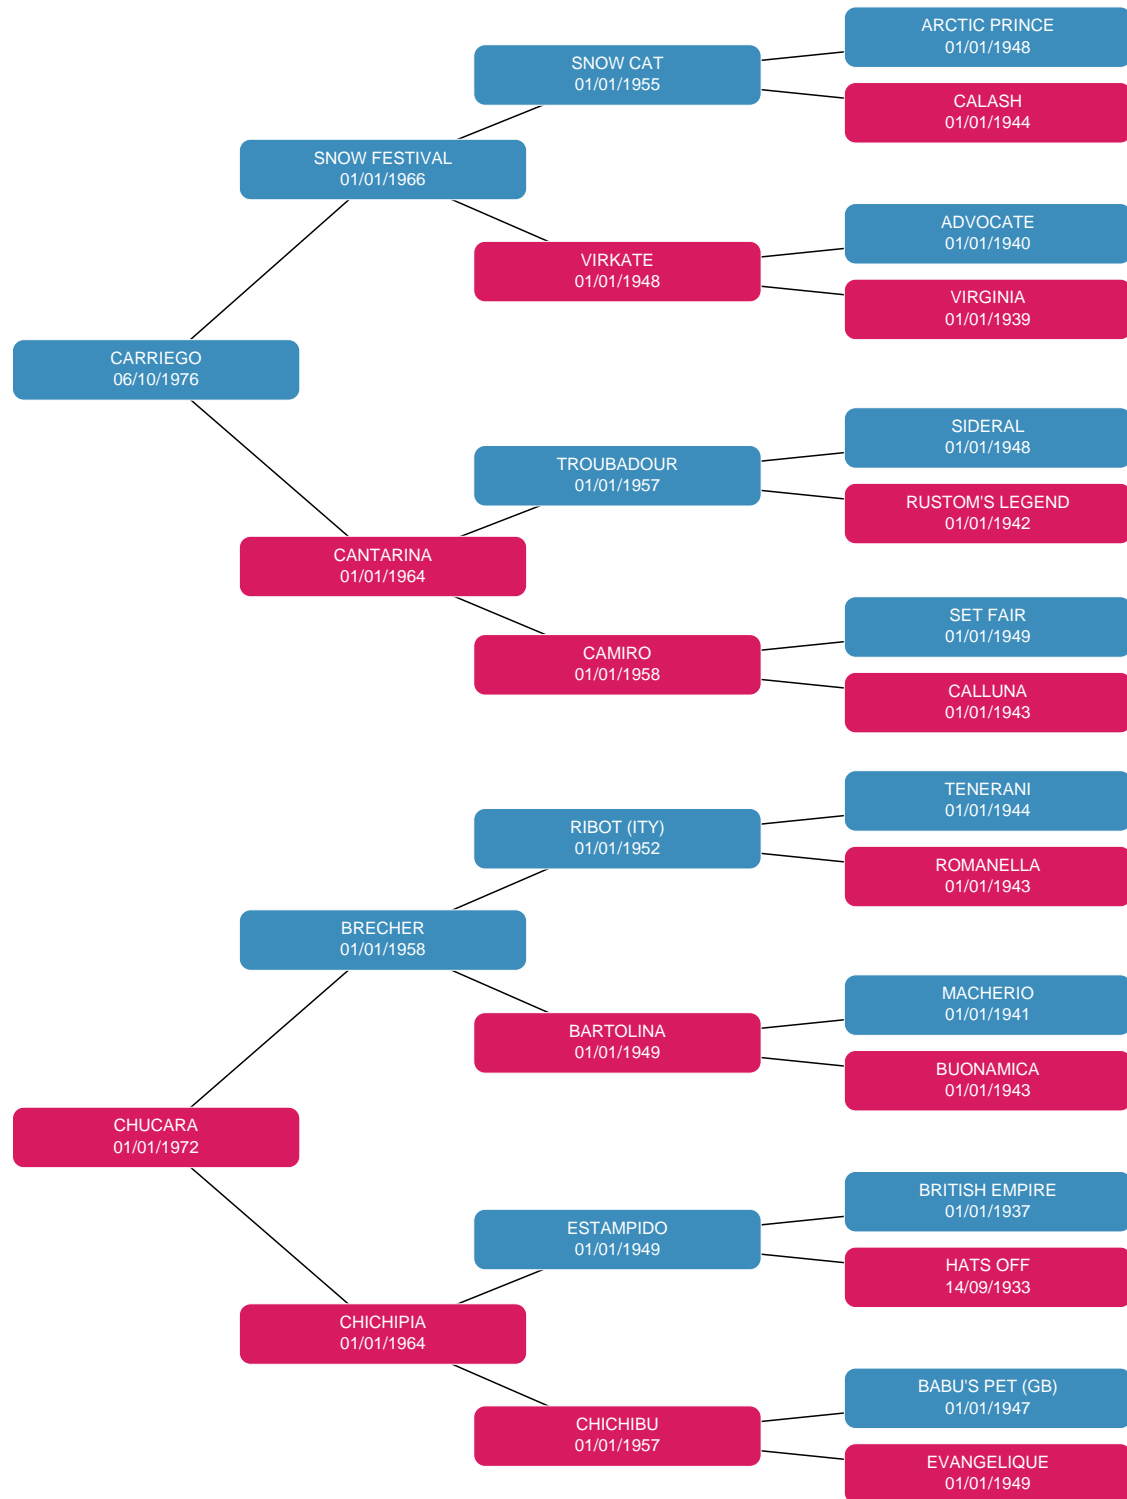 ARCTIC PRINCE
01/01/1948
SNOW CAT
01/01/1955
CALASH
01/01/1944
SNOW FESTIVAL
01/01/1966
ADVOCATE
01/01/1940
VIRKATE
01/01/1948
VIRGINIA
01/01/1939
CARRIEGO
06/10/1976
SIDERAL
01/01/1948
TROUBADOUR
01/01/1957
RUSTOM'S LEGEND
01/01/1942
CANTARINA
01/01/1964
SET FAIR
01/01/1949
CAMIRO
01/01/1958
CALLUNA
01/01/1943
TENERANI
01/01/1944
RIBOT (ITY)
01/01/1952
ROMANELLA
01/01/1943
BRECHER
01/01/1958
MACHERIO
01/01/1941
BARTOLINA
01/01/1949
BUONAMICA
01/01/1943
CHUCARA
01/01/1972
BRITISH EMPIRE
01/01/1937
ESTAMPIDO
01/01/1949
HATS OFF
14/09/1933
CHICHIPIA
01/01/1964
BABU'S PET (GB)
01/01/1947
CHICHIBU
01/01/1957
EVANGELIQUE
01/01/1949